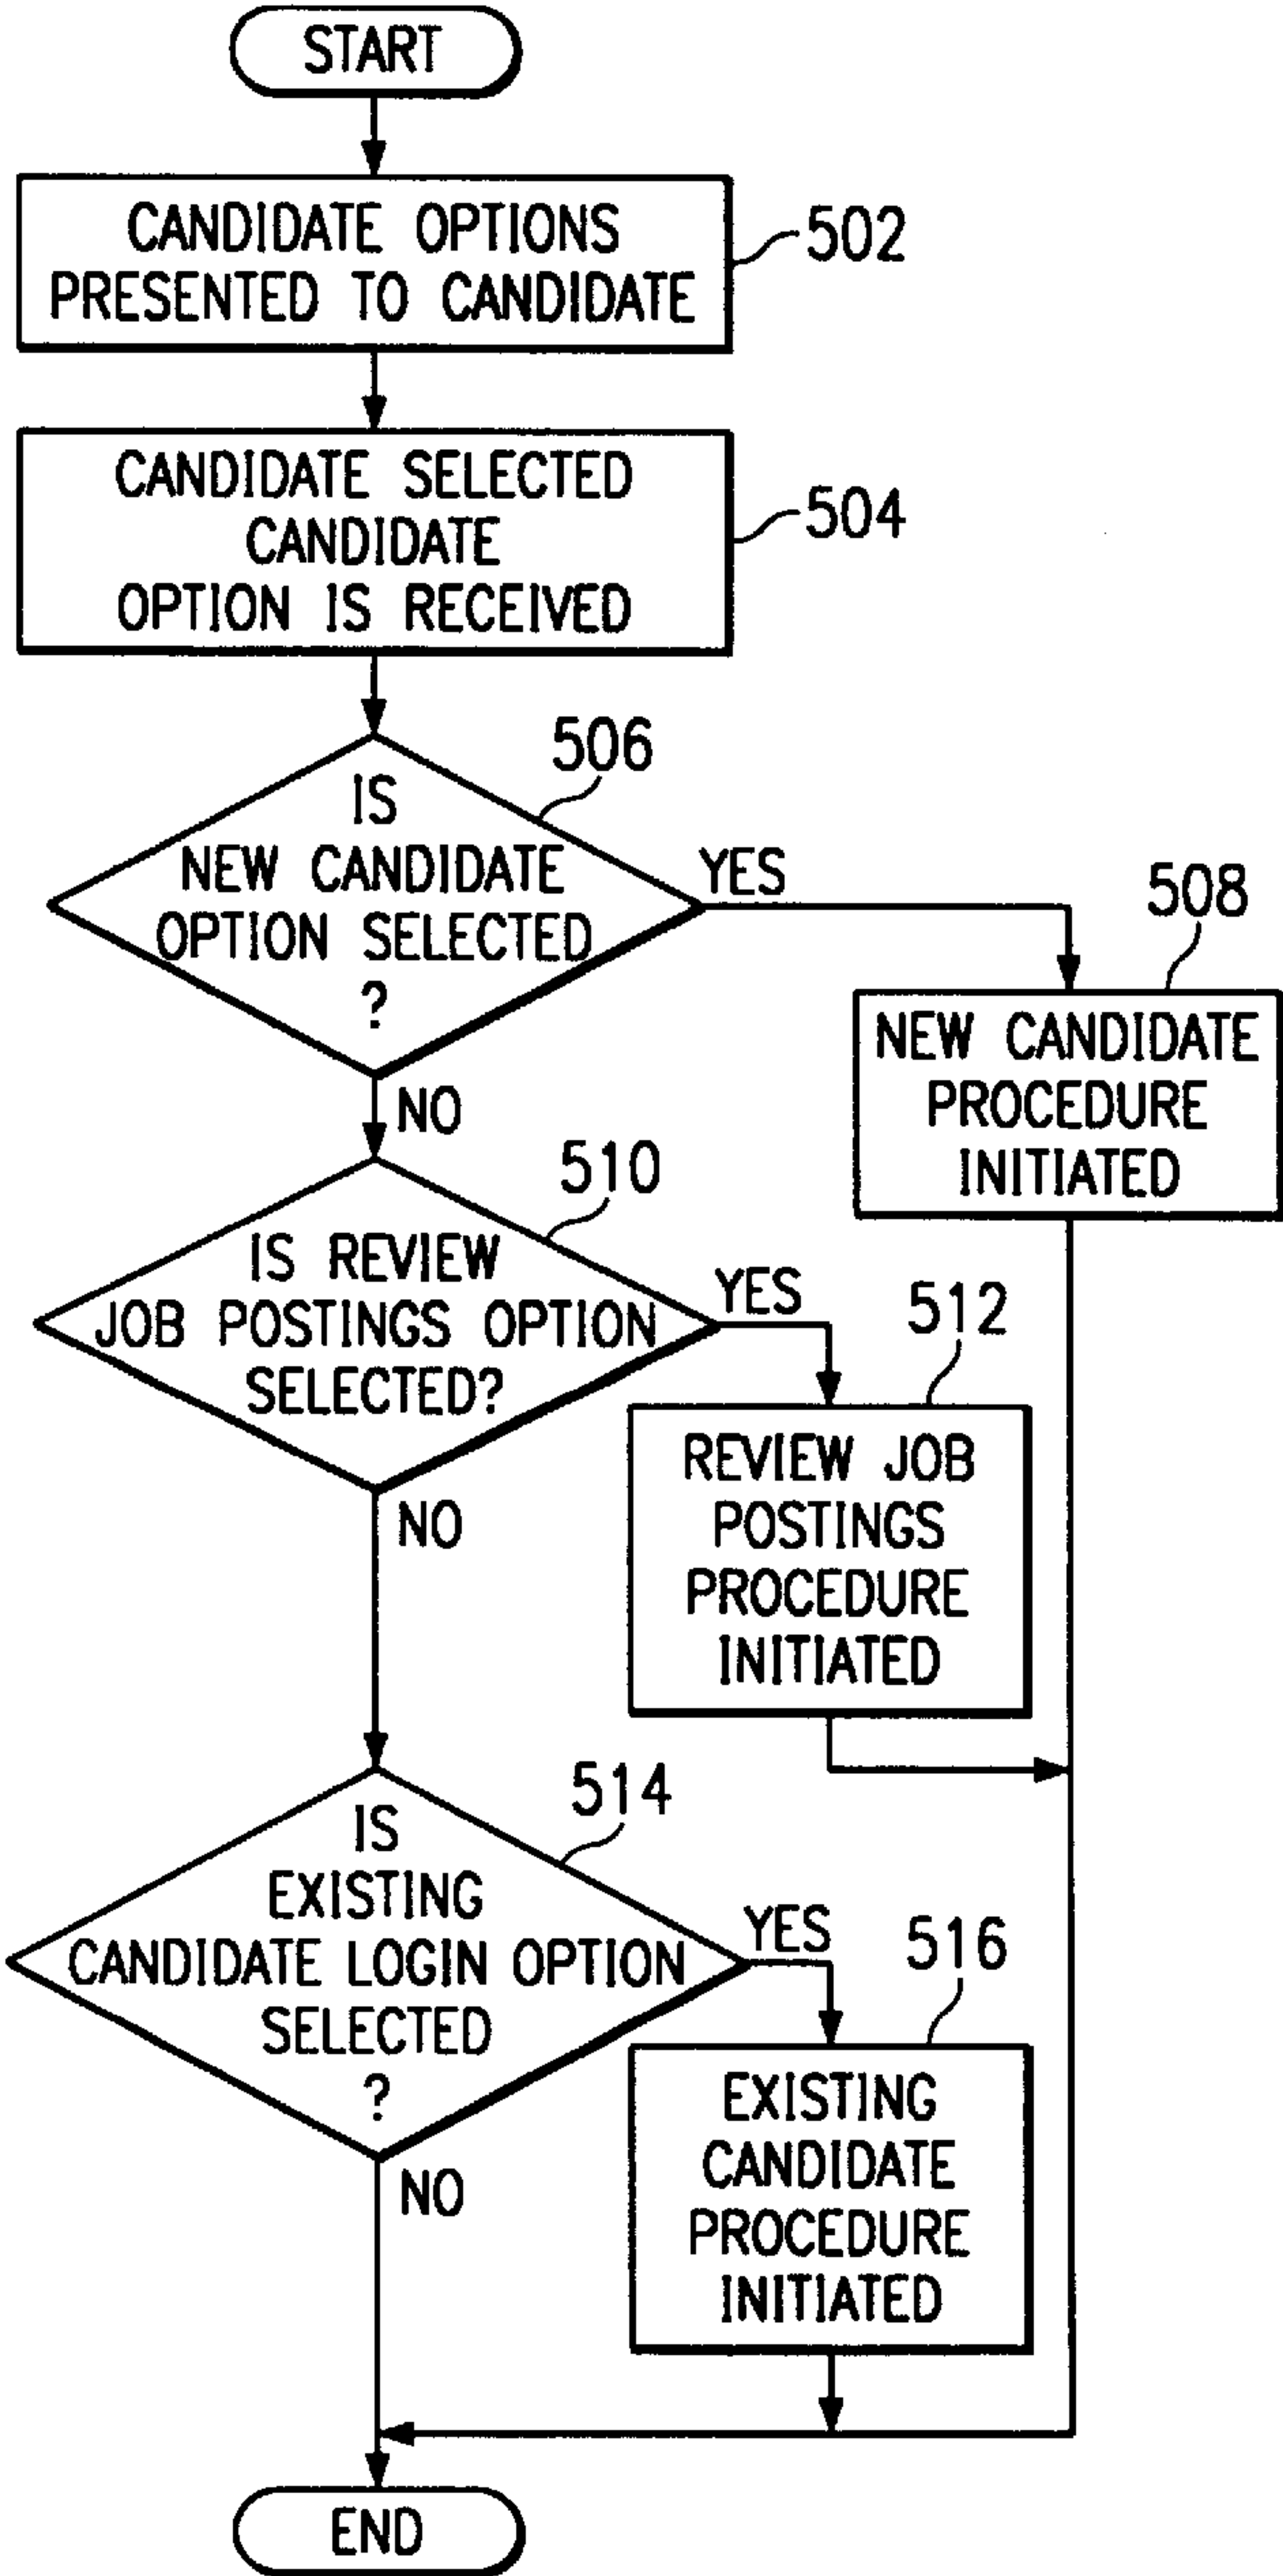 START
CANDIDATE OPTIONS
PRESENTED TO CANDIDATE
502
CANDIDATE SELECTED
CANDIDATE
OPTION IS RECEIVED
504
506
IS
NEW CANDIDATE
OPTION SELECTED
?
YES
NO
508
NEW CANDIDATE
PROCEDURE
INITIATED
510
IS REVIEW
JOB POSTINGS OPTION
SELECTED?
YES
NO
512
REVIEW JOB
POSTINGS
PROCEDURE
INITIATED
514
IS
EXISTING
CANDIDATE LOGIN OPTION
SELECTED
?
YES
NO
516
EXISTING
CANDIDATE
PROCEDURE
INITIATED
END